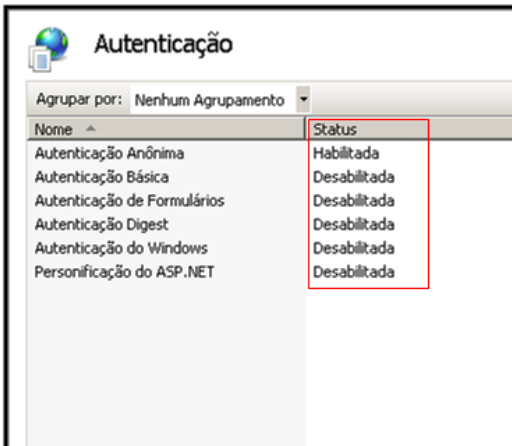 Autenticação
Agrupar por: Nenhum Agrupamento
Nome Status
Autenticação Anônima Habilitada
Autenticação Básica Desabilitada
Autenticação de Formulários Desabilitada
Autenticação Digest Desabilitada
Autenticação do Windows Desabilitada
Personificação do ASP.NET Desabilitada